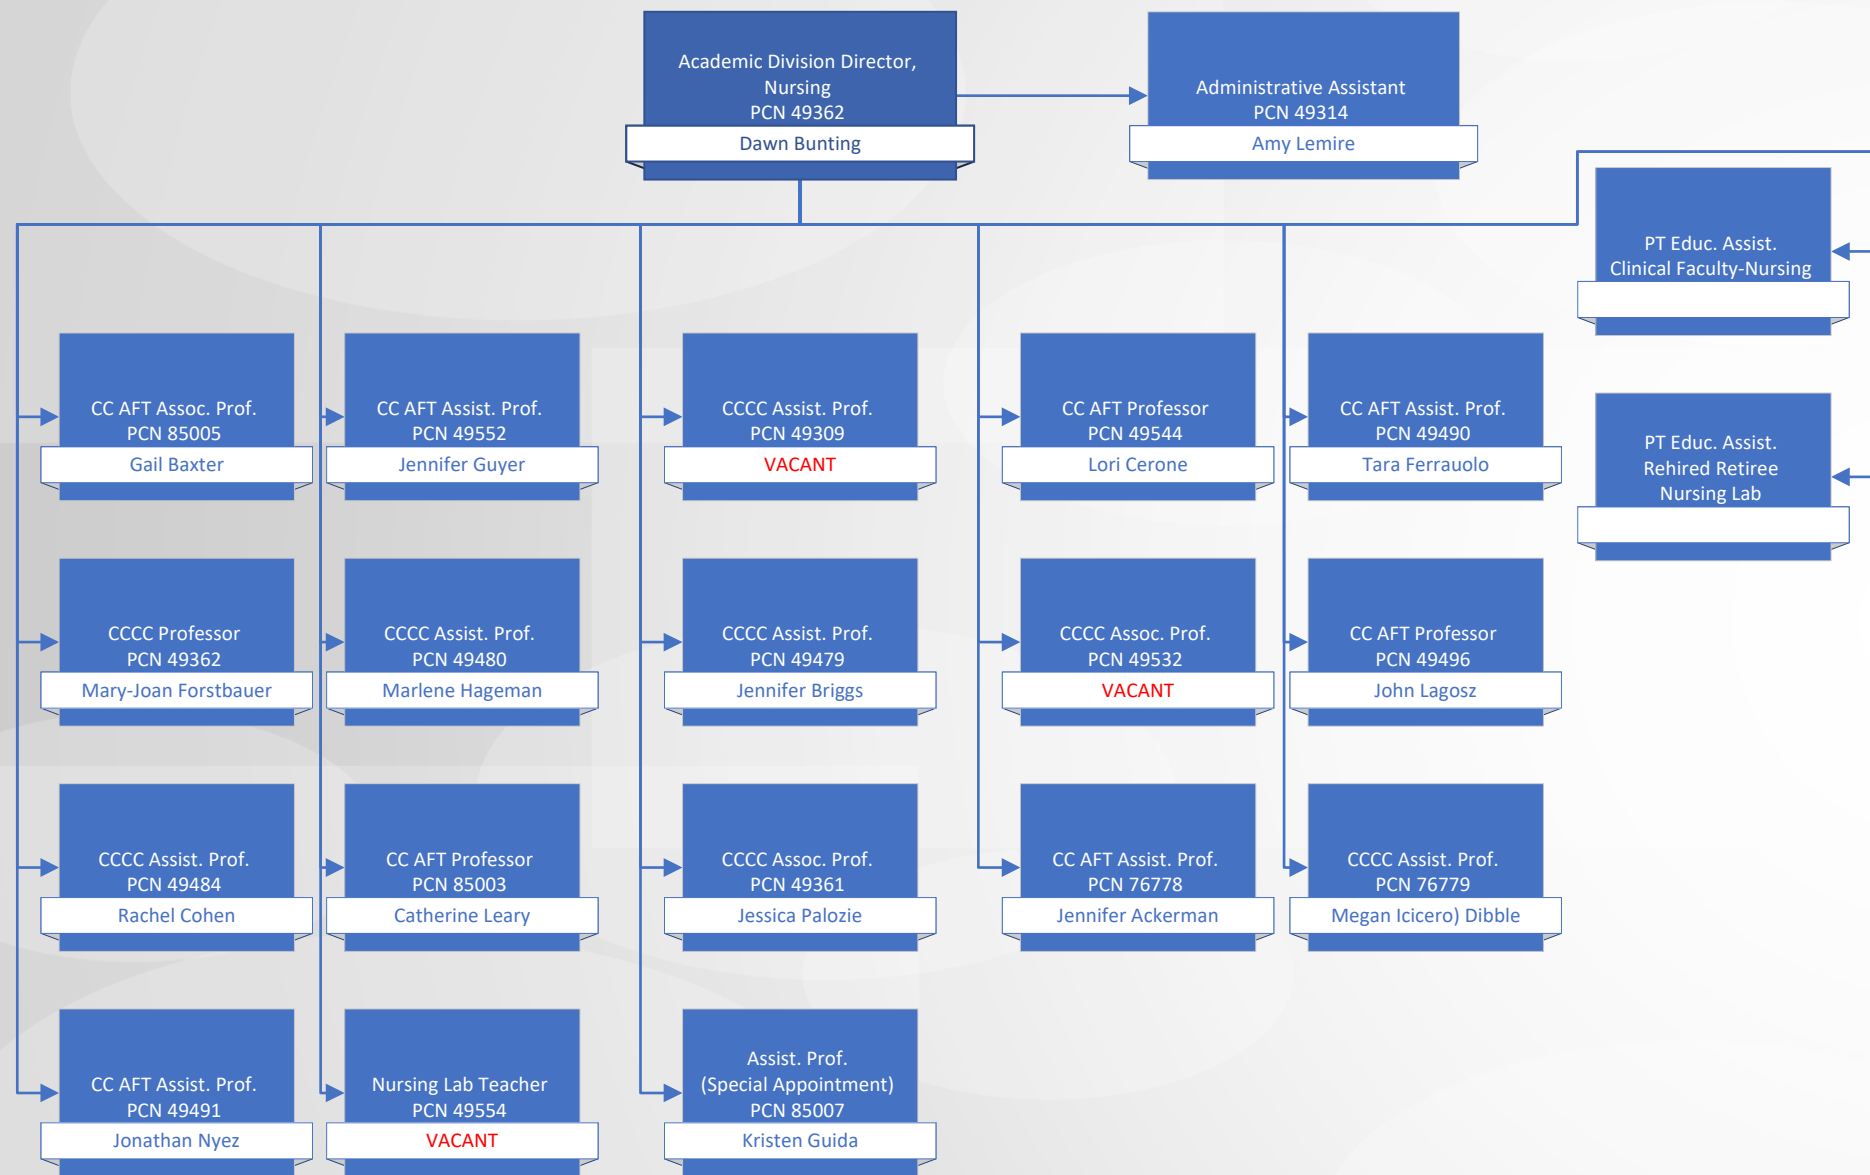 Academic Division Director,
Nursing
PCN 49362
Dawn Bunting
Administrative Assistant
PCN 49314
Amy Lemire
PT Educ. Assist.
Clinical Faculty-Nursing
PT Educ. Assist.
Rehired Retiree
Nursing Lab
CC AFT Assoc. Prof.
PCN 85005
Gail Baxter
CC AFT Assist. Prof.
PCN 49552
Jennifer Guyer
CCCC Assist. Prof.
PCN 49309
VACANT
CC AFT Professor
PCN 49544
Lori Cerone
CC AFT Assist. Prof.
PCN 49490
Tara Ferrauolo
CCCC Professor
PCN 49362
Mary-Joan Forstbauer
CCCC Assist. Prof.
PCN 49480
Marlene Hageman
CCCC Assist. Prof.
PCN 49479
Jennifer Briggs
CCCC Assoc. Prof.
PCN 49532
VACANT
CC AFT Professor
PCN 49496
John Lagosz
CCCC Assist. Prof.
PCN 49484
Rachel Cohen
CC AFT Professor
PCN 85003
Catherine Leary
CCCC Assoc. Prof.
PCN 49361
Jessica Palozie
CC AFT Assist. Prof.
PCN 76778
Jennifer Ackerman
CCCC Assist. Prof.
PCN 76779
Megan Icicero) Dibble
CC AFT Assist. Prof.
PCN 49491
Jonathan Nyez
Nursing Lab Teacher
PCN 49554
VACANT
Assist. Prof.
(Special Appointment)
PCN 85007
Kristen Guida